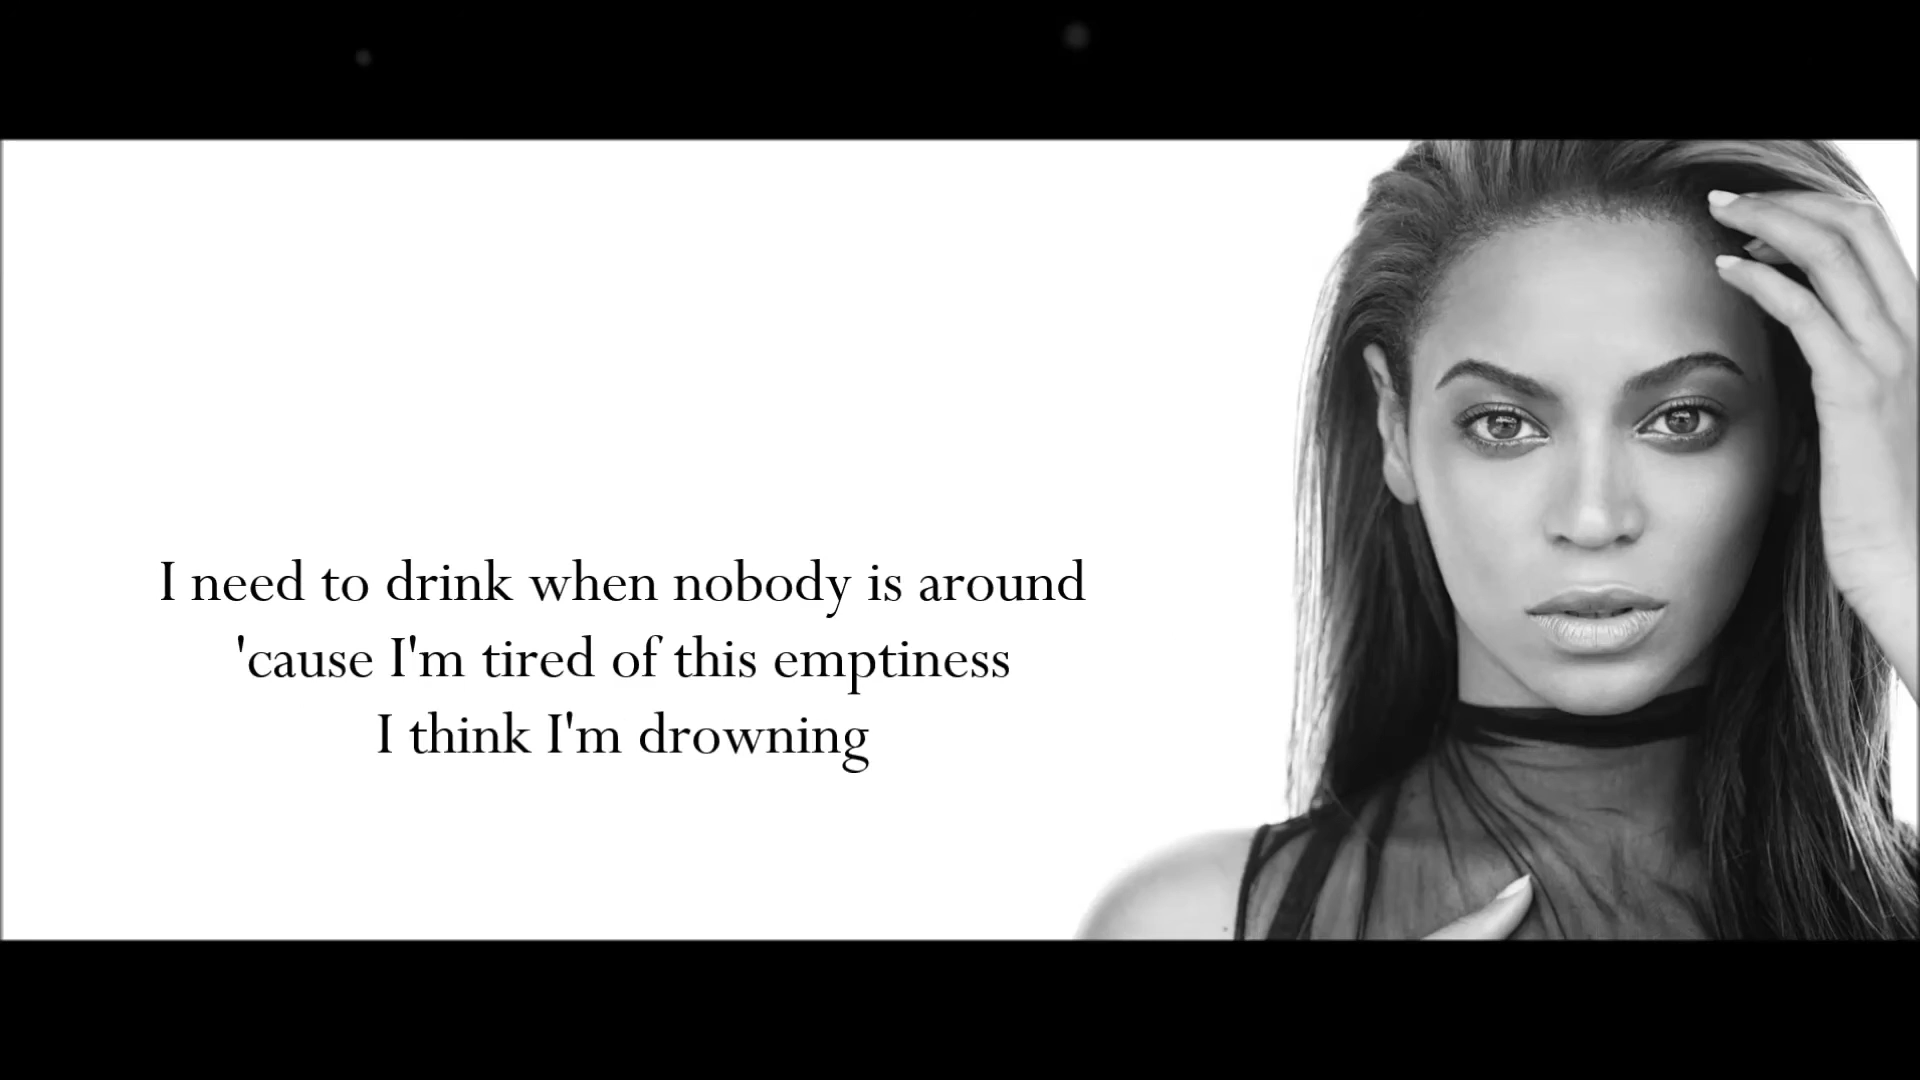 I need to drink when nobody is around
'cause I'm tired of this emptiness
I think I'm drowning